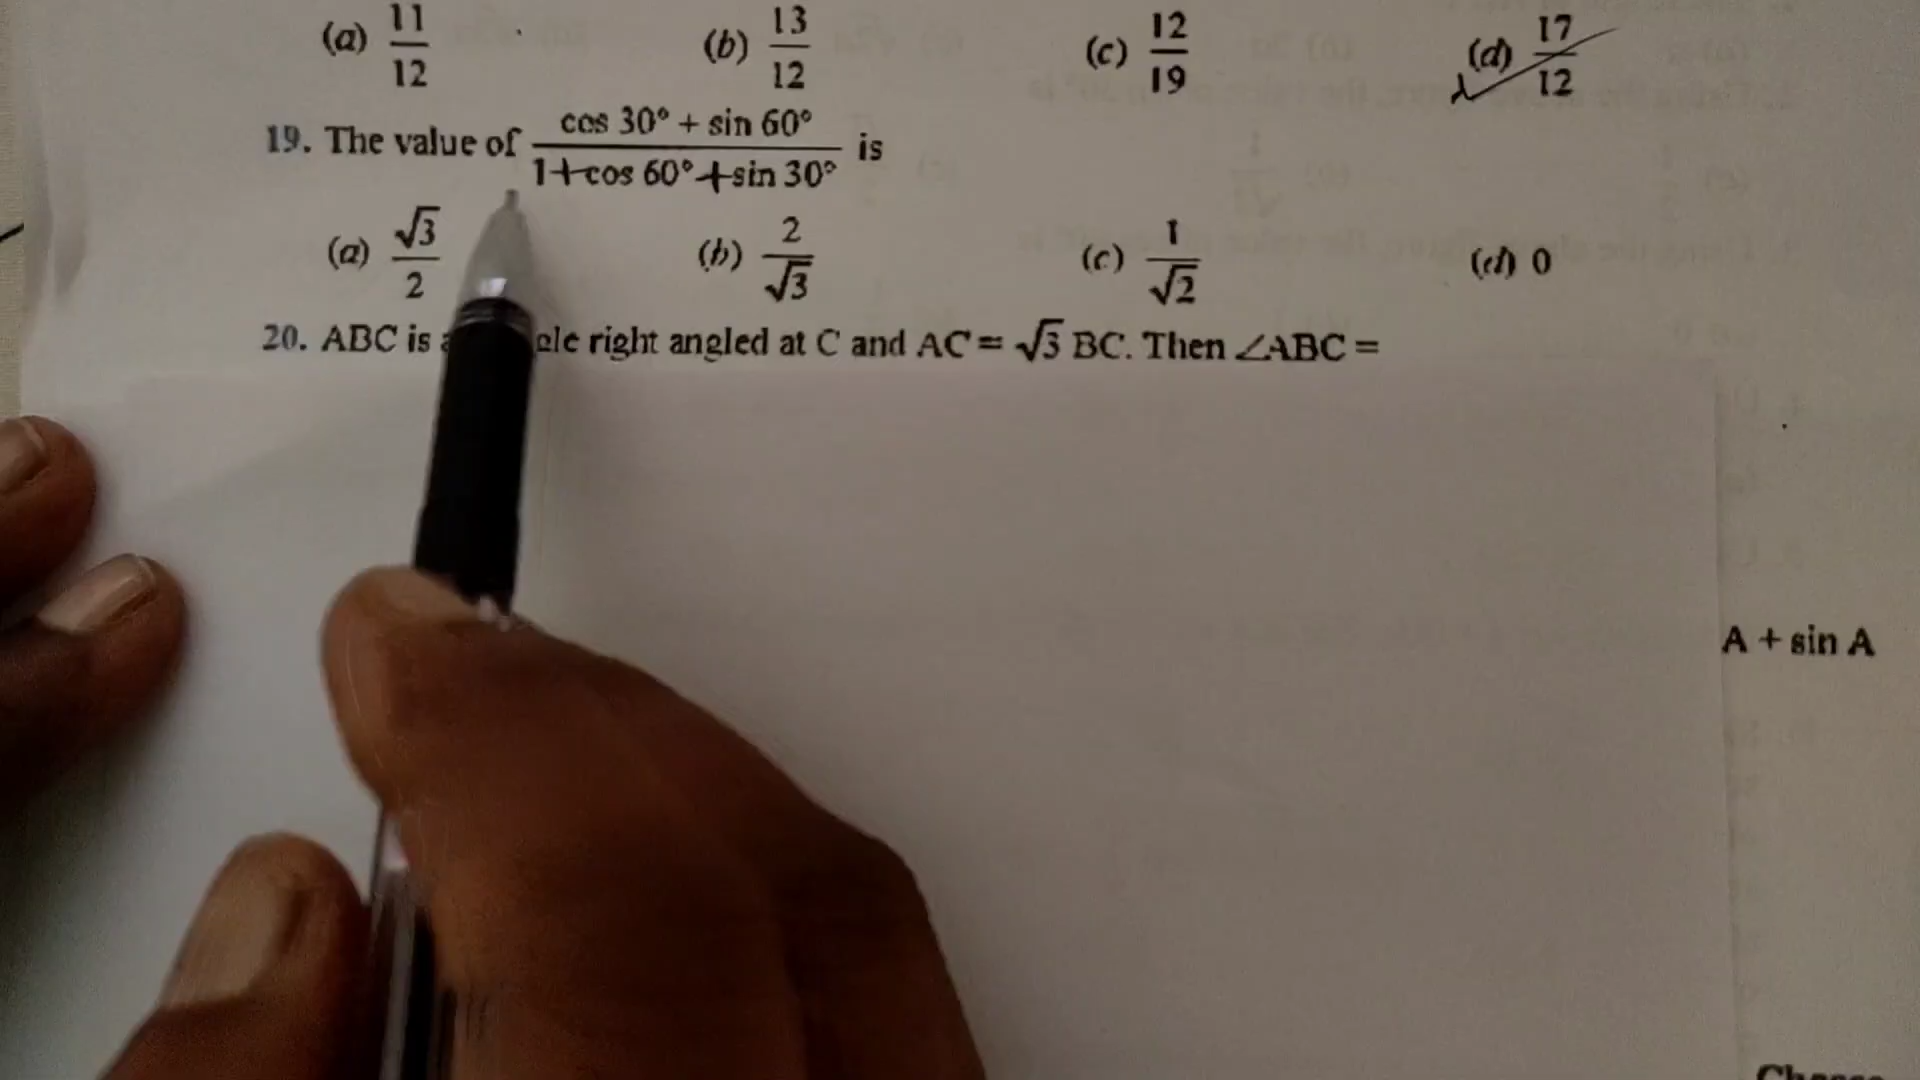 (a) 11/12 (b) 13/12 (c) 12/19 (d) 17/12
19. The value of (cos 30° + sin 60°)/(1+cos 60°+sin 30°) is
(a) √3/2 (b) 2/√3 (c) 1/√2 (d) 0
20. ABC is right angled at C and AC = √3 BC. Then ∠ABC =
A + sin A